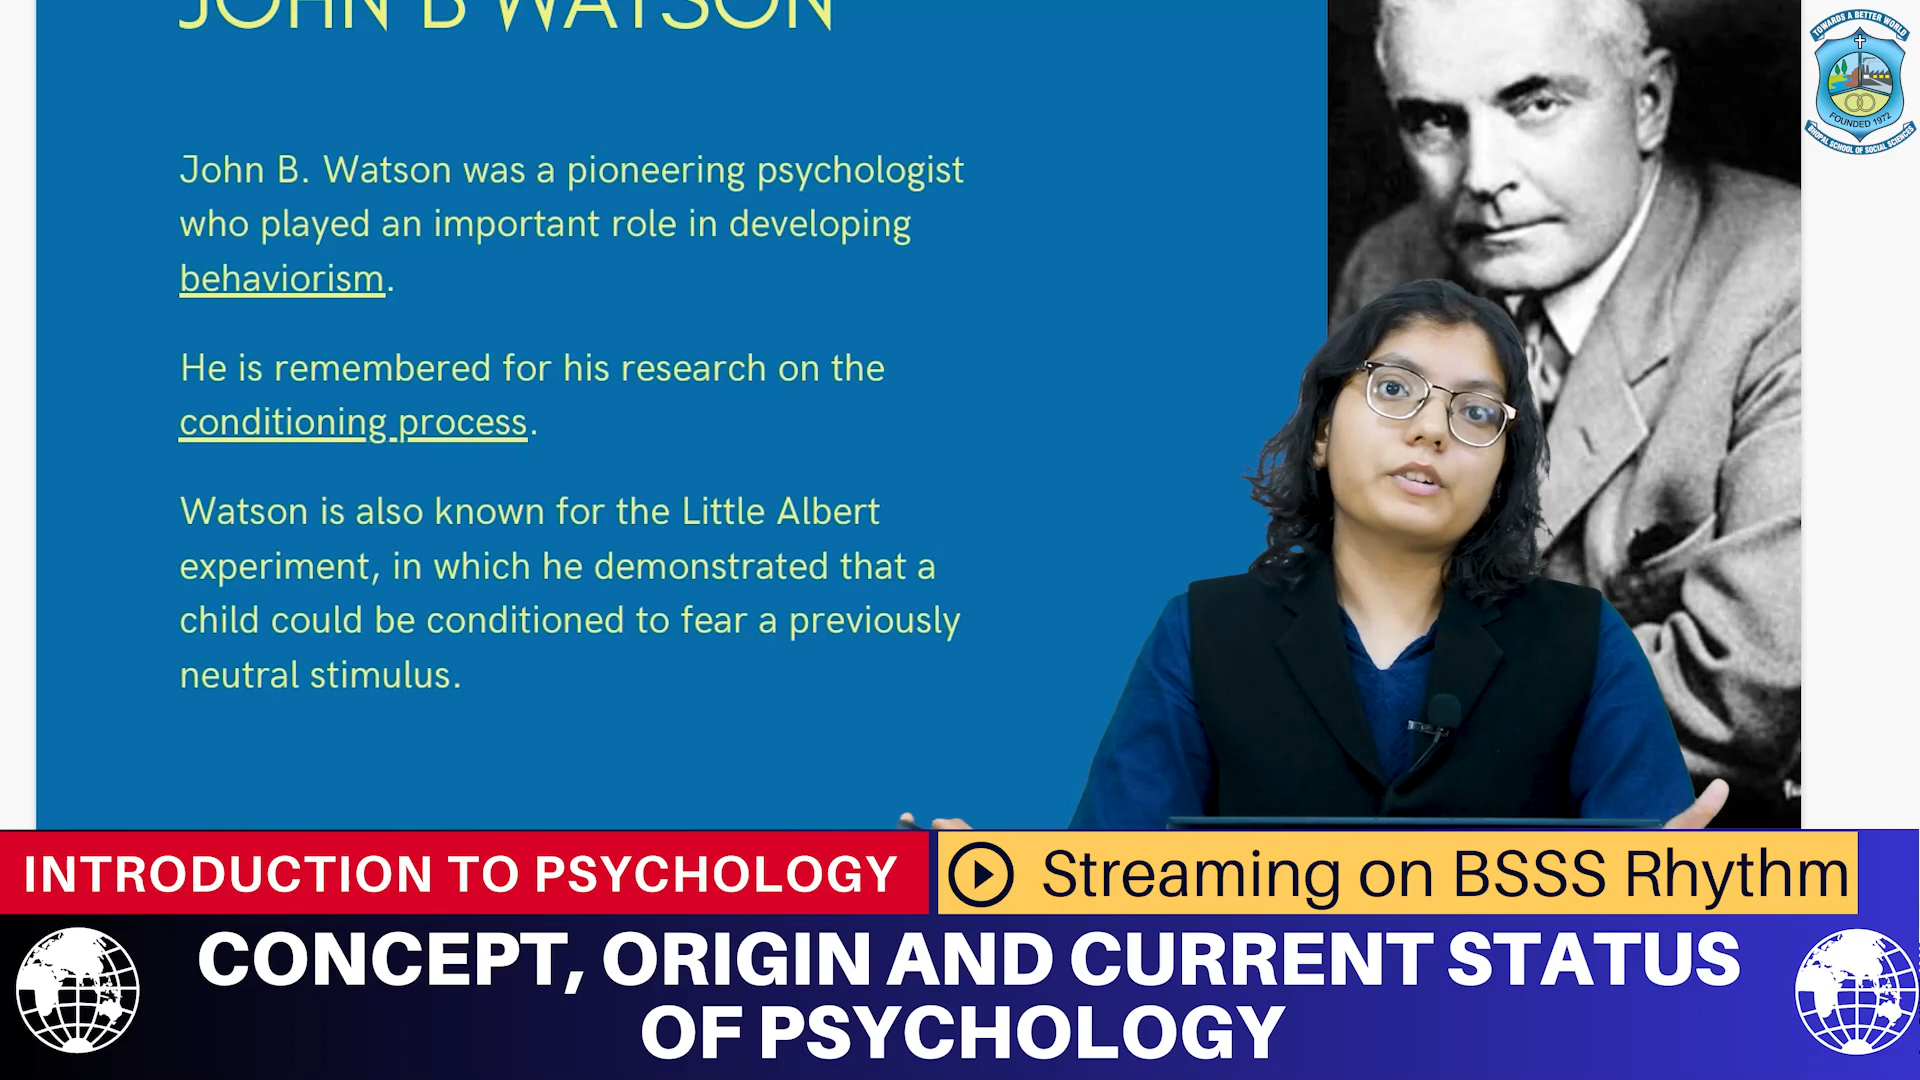 JOHN B WATSON
TOWARDS A BETTER WORLD
FOUNDED 1972
BHOPAL SCHOOL OF SOCIAL SCIENCES
John B. Watson was a pioneering psychologist
who played an important role in developing
behaviorism.
He is remembered for his research on the
conditioning process.
Watson is also known for the Little Albert
experiment, in which he demonstrated that a
child could be conditioned to fear a previously
neutral stimulus.
INTRODUCTION TO PSYCHOLOGY
Streaming on BSSS Rhythm
CONCEPT, ORIGIN AND CURRENT STATUS
OF PSYCHOLOGY